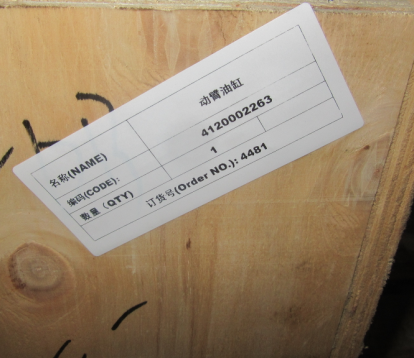 名称(NAME) 动臂油缸
编码(CODE): 4120002263
数量（QTY) 1
订货号(Order NO.): 4481